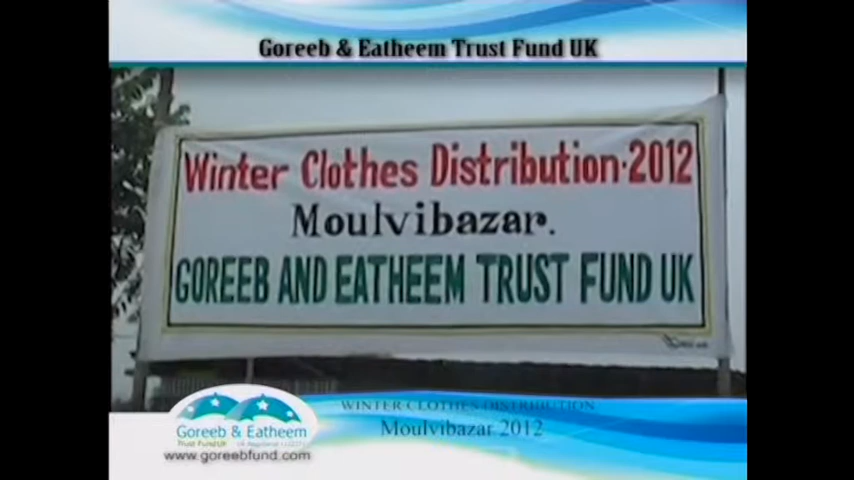 Goreeb & Eatheem Trust Fund UK
Winter Clothes Distribution·2012
Moulvibazar.
GOREEB AND EATHEEM TRUST FUND UK
WINTER CLOTHES DISTRIBUTION
Moulvibazar 2012
Goreeb & Eatheem
Trust Fund UK
www.goreebfund.com